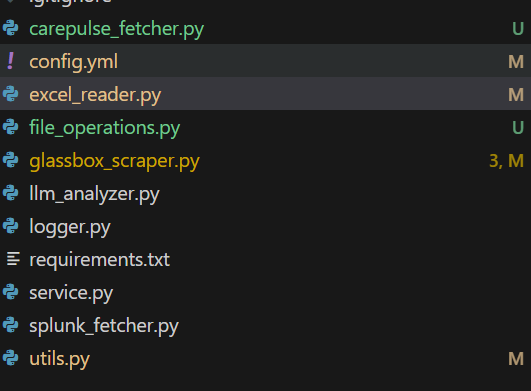 .gitignore
carepulse_fetcher.py U
! config.yml M
excel_reader.py M
file_operations.py U
glassbox_scraper.py 3, M
llm_analyzer.py
logger.py
requirements.txt
service.py
splunk_fetcher.py
utils.py M